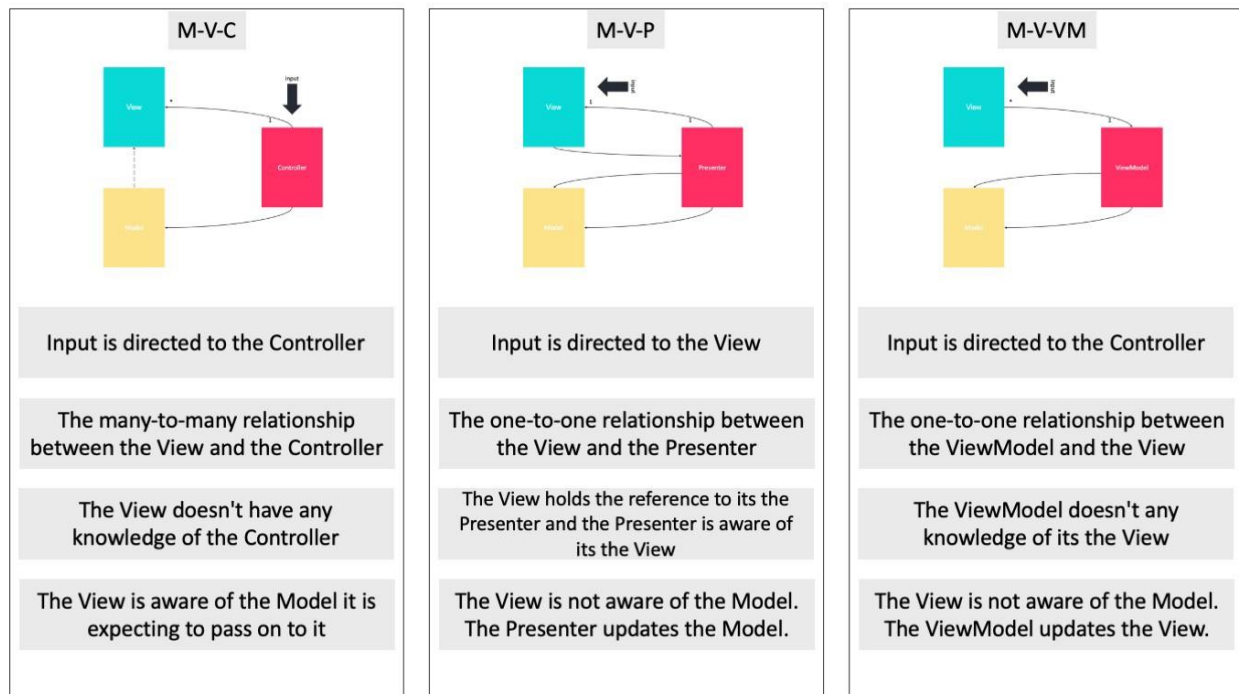 M-V-C
Input
View
*
1
Controller
Model
Input is directed to the Controller
The many-to-many relationship
between the View and the Controller
The View doesn't have any
knowledge of the Controller
The View is aware of the Model it is
expecting to pass on to it
M-V-P
Input
View
1
1
Presenter
Model
Input is directed to the View
The one-to-one relationship between
the View and the Presenter
The View holds the reference to its the
Presenter and the Presenter is aware of
its the View
The View is not aware of the Model.
The Presenter updates the Model.
M-V-VM
Input
View
*
1
ViewModel
Model
Input is directed to the Controller
The one-to-one relationship between
the ViewModel and the View
The ViewModel doesn't any
knowledge of its the View
The View is not aware of the Model.
The ViewModel updates the View.